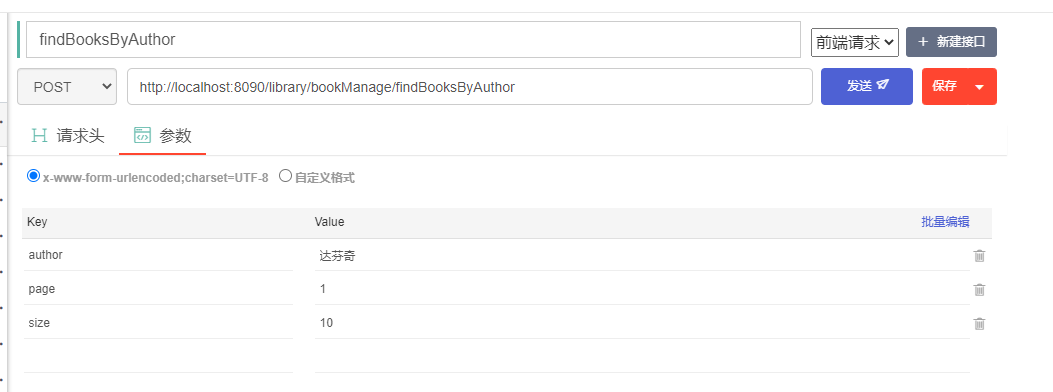 findBooksByAuthor 前端请求 + 新建接口
POST http://localhost:8090/library/bookManage/findBooksByAuthor 发送 保存
请求头 参数
x-www-form-urlencoded;charset=UTF-8 自定义格式
Key Value 批量编辑
author 达芬奇
page 1
size 10